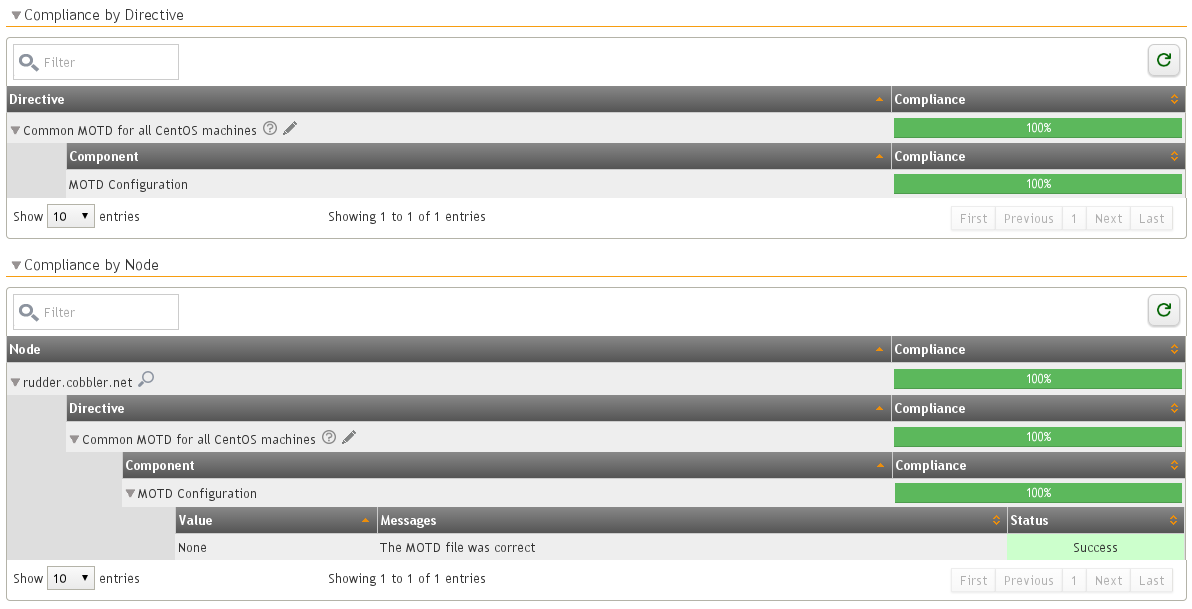 Compliance by Directive
Filter
Directive Compliance
Common MOTD for all CentOS machines 100%
Component Compliance
MOTD Configuration 100%
Show 10 entries Showing 1 to 1 of 1 entries First Previous 1 Next Last
Compliance by Node
Filter
Node Compliance
rudder.cobbler.net 100%
Directive Compliance
Common MOTD for all CentOS machines 100%
Component Compliance
MOTD Configuration 100%
Value Messages Status
None The MOTD file was correct Success
Show 10 entries Showing 1 to 1 of 1 entries First Previous 1 Next Last